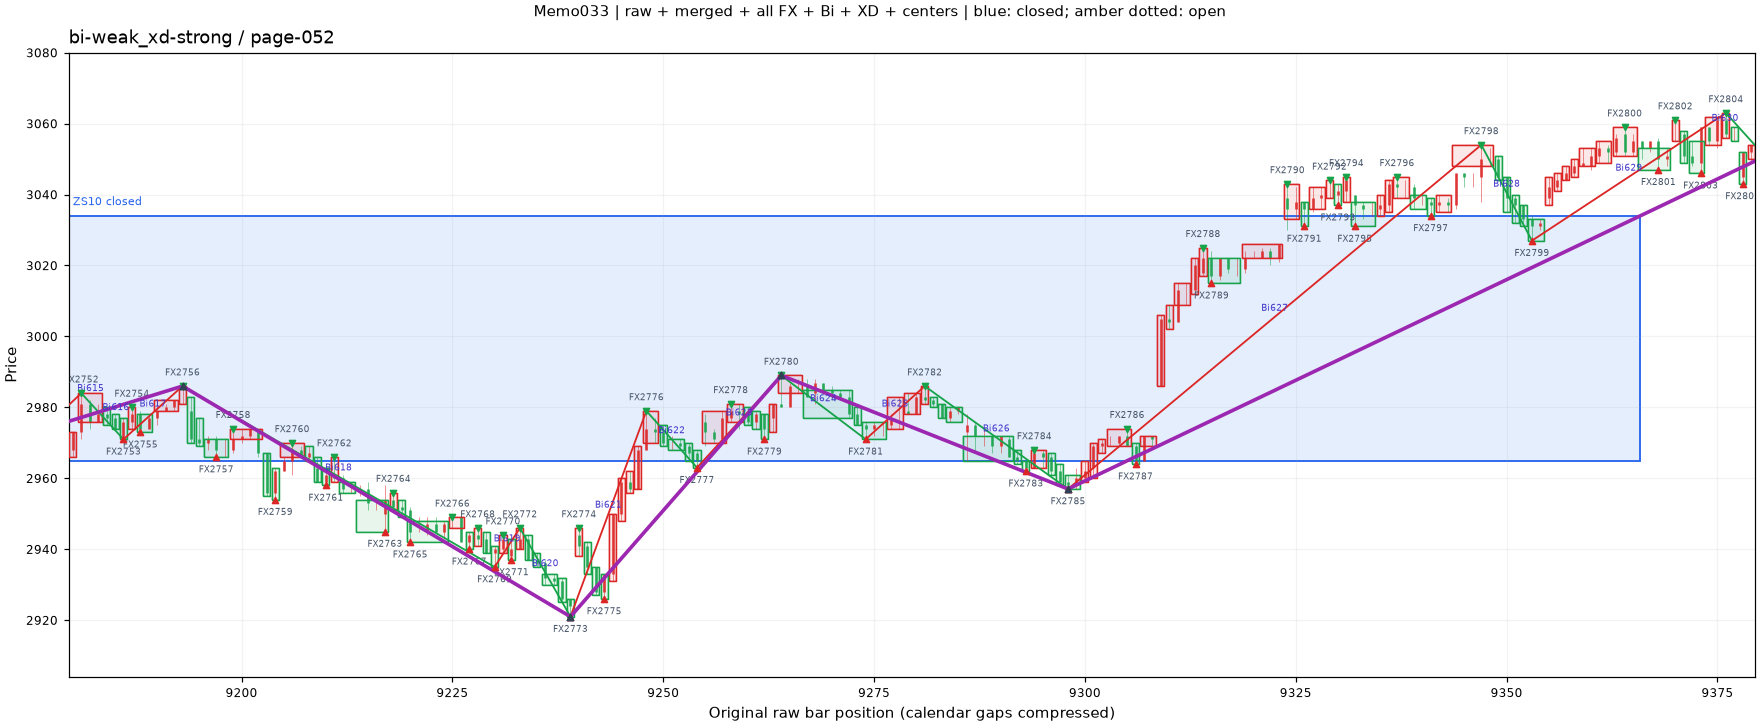 Memo033 | raw + merged + all FX + Bi + XD + centers | blue: closed; amber dotted: open
bi-weak_xd-strong / page-052
3080
3060
3040
3020
3000
2980
2960
2940
2920
Price
ZS10 closed
FX2756
FX2754
Bi615
FX2753
FX2755
FX2757
FX2758
FX2759
FX2760
FX2761
FX2762
Bi618
FX2763
FX2764
FX2765
FX2766
FX2768
FX2770
FX2772
FX2771
Bi620
FX2773
FX2774
FX2775
Bi621
FX2776
Bi622
FX2777
FX2778
FX2779
FX2780
Bi624
FX2781
FX2782
Bi626
FX2783
FX2784
FX2785
FX2786
FX2787
FX2788
FX2789
Bi627
FX2790
FX2791
FX2792
FX2794
FX2793
FX2795
FX2796
FX2797
FX2798
Bi628
FX2799
FX2800
Bi629
FX2801
FX2802
FX2803
FX2804
Bi630
9200
9225
9250
9275
9300
9325
9350
9375
Original raw bar position (calendar gaps compressed)